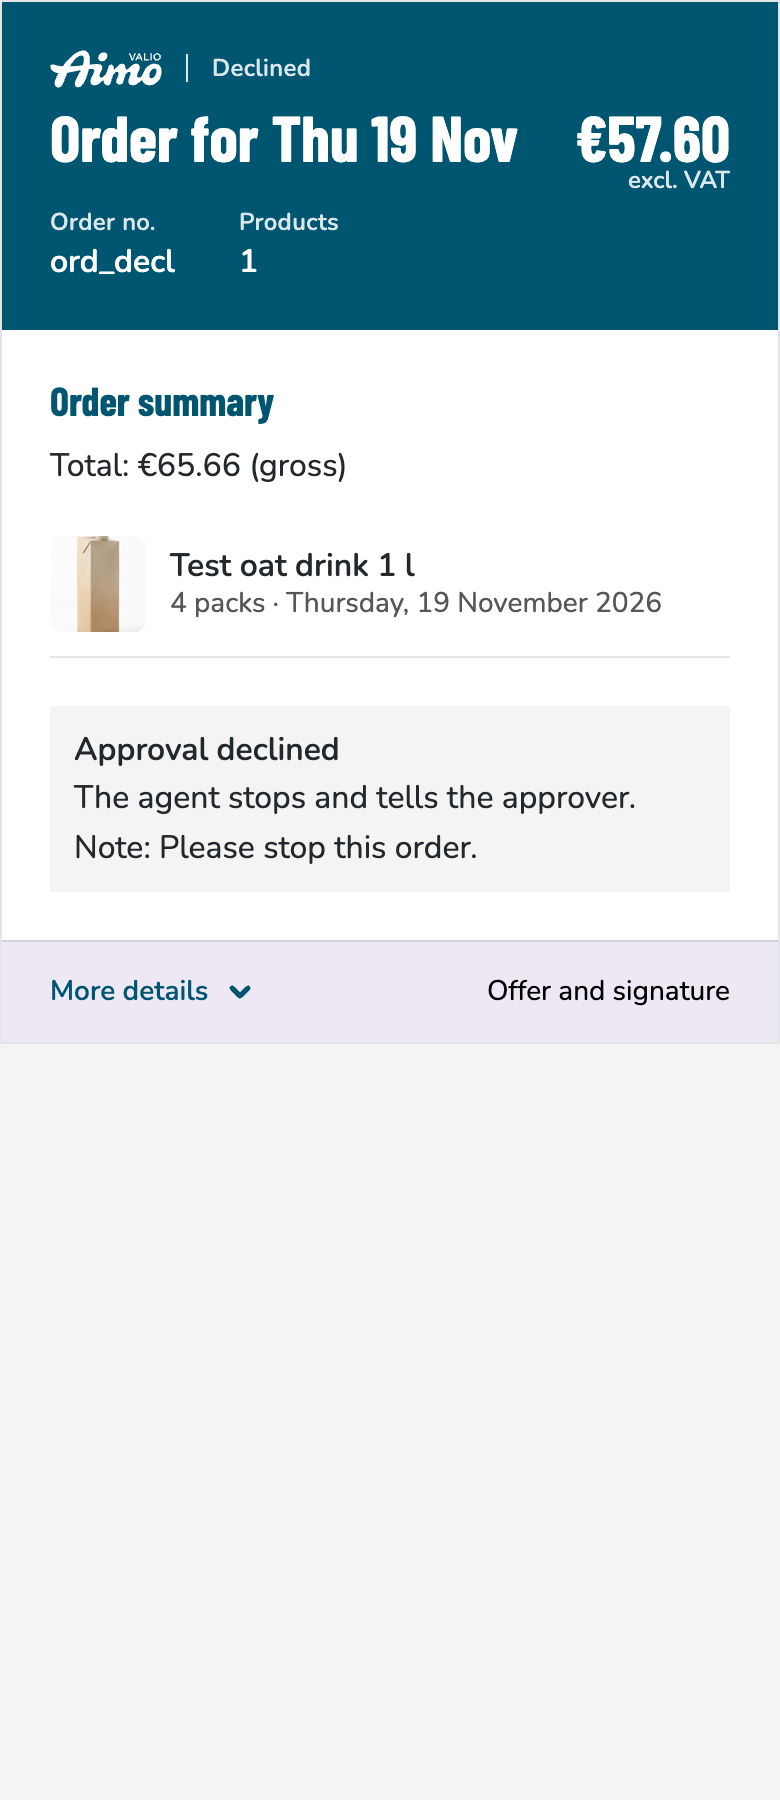 VALIO
Aimo
Declined
Order for Thu 19 Nov
€57.60
excl. VAT
Order no.
Products
ord_decl
1
Order summary
Total: €65.66 (gross)
Test oat drink 1 l
4 packs · Thursday, 19 November 2026
Approval declined
The agent stops and tells the approver.
Note: Please stop this order.
More details
Offer and signature